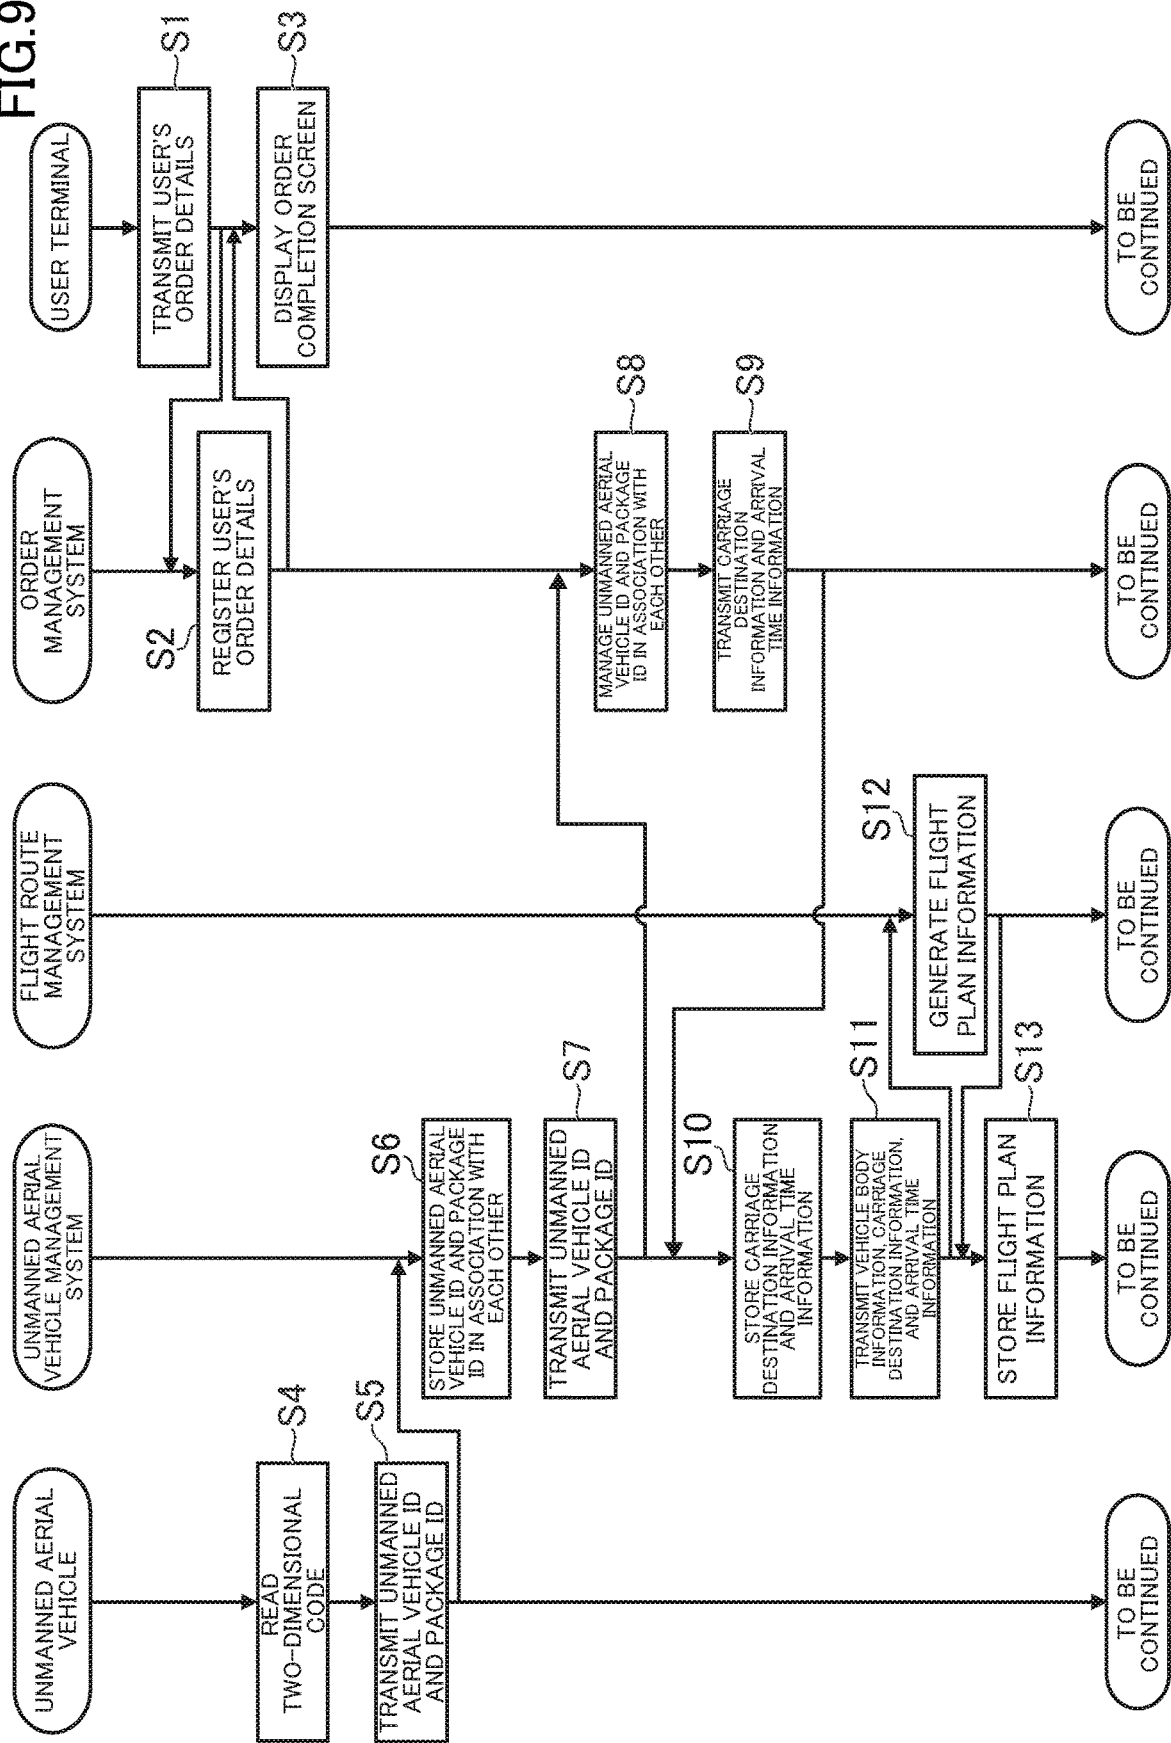 FIG.9
UNMANNED AERIAL
VEHICLE
UNMANNED AERIAL
VEHICLE MANAGEMENT
SYSTEM
FLIGHT ROUTE
MANAGEMENT
SYSTEM
ORDER
MANAGEMENT
SYSTEM
USER TERMINAL
S1
TRANSMIT USER'S
ORDER DETAILS
S2
REGISTER USER'S
ORDER DETAILS
S3
DISPLAY ORDER
COMPLETION SCREEN
S4
READ
TWO-DIMENSIONAL
CODE
S5
TRANSMIT UNMANNED
AERIAL VEHICLE ID
AND PACKAGE ID
S6
STORE UNMANNED AERIAL
VEHICLE ID AND PACKAGE
ID IN ASSOCIATION WITH
EACH OTHER
S7
TRANSMIT UNMANNED
AERIAL VEHICLE ID
AND PACKAGE ID
S8
MANAGE UNMANNED AERIAL
VEHICLE ID AND PACKAGE
ID IN ASSOCIATION WITH
EACH OTHER
S9
TRANSMIT CARRIAGE
DESTINATION
INFORMATION AND ARRIVAL
TIME INFORMATION
S10
STORE CARRIAGE
DESTINATION INFORMATION
AND ARRIVAL TIME
INFORMATION
S11
TRANSMIT VEHICLE BODY
INFORMATION, CARRIAGE
DESTINATION INFORMATION,
AND ARRIVAL TIME
INFORMATION
S12
GENERATE FLIGHT
PLAN INFORMATION
S13
STORE FLIGHT PLAN
INFORMATION
TO BE
CONTINUED
TO BE
CONTINUED
TO BE
CONTINUED
TO BE
CONTINUED
TO BE
CONTINUED